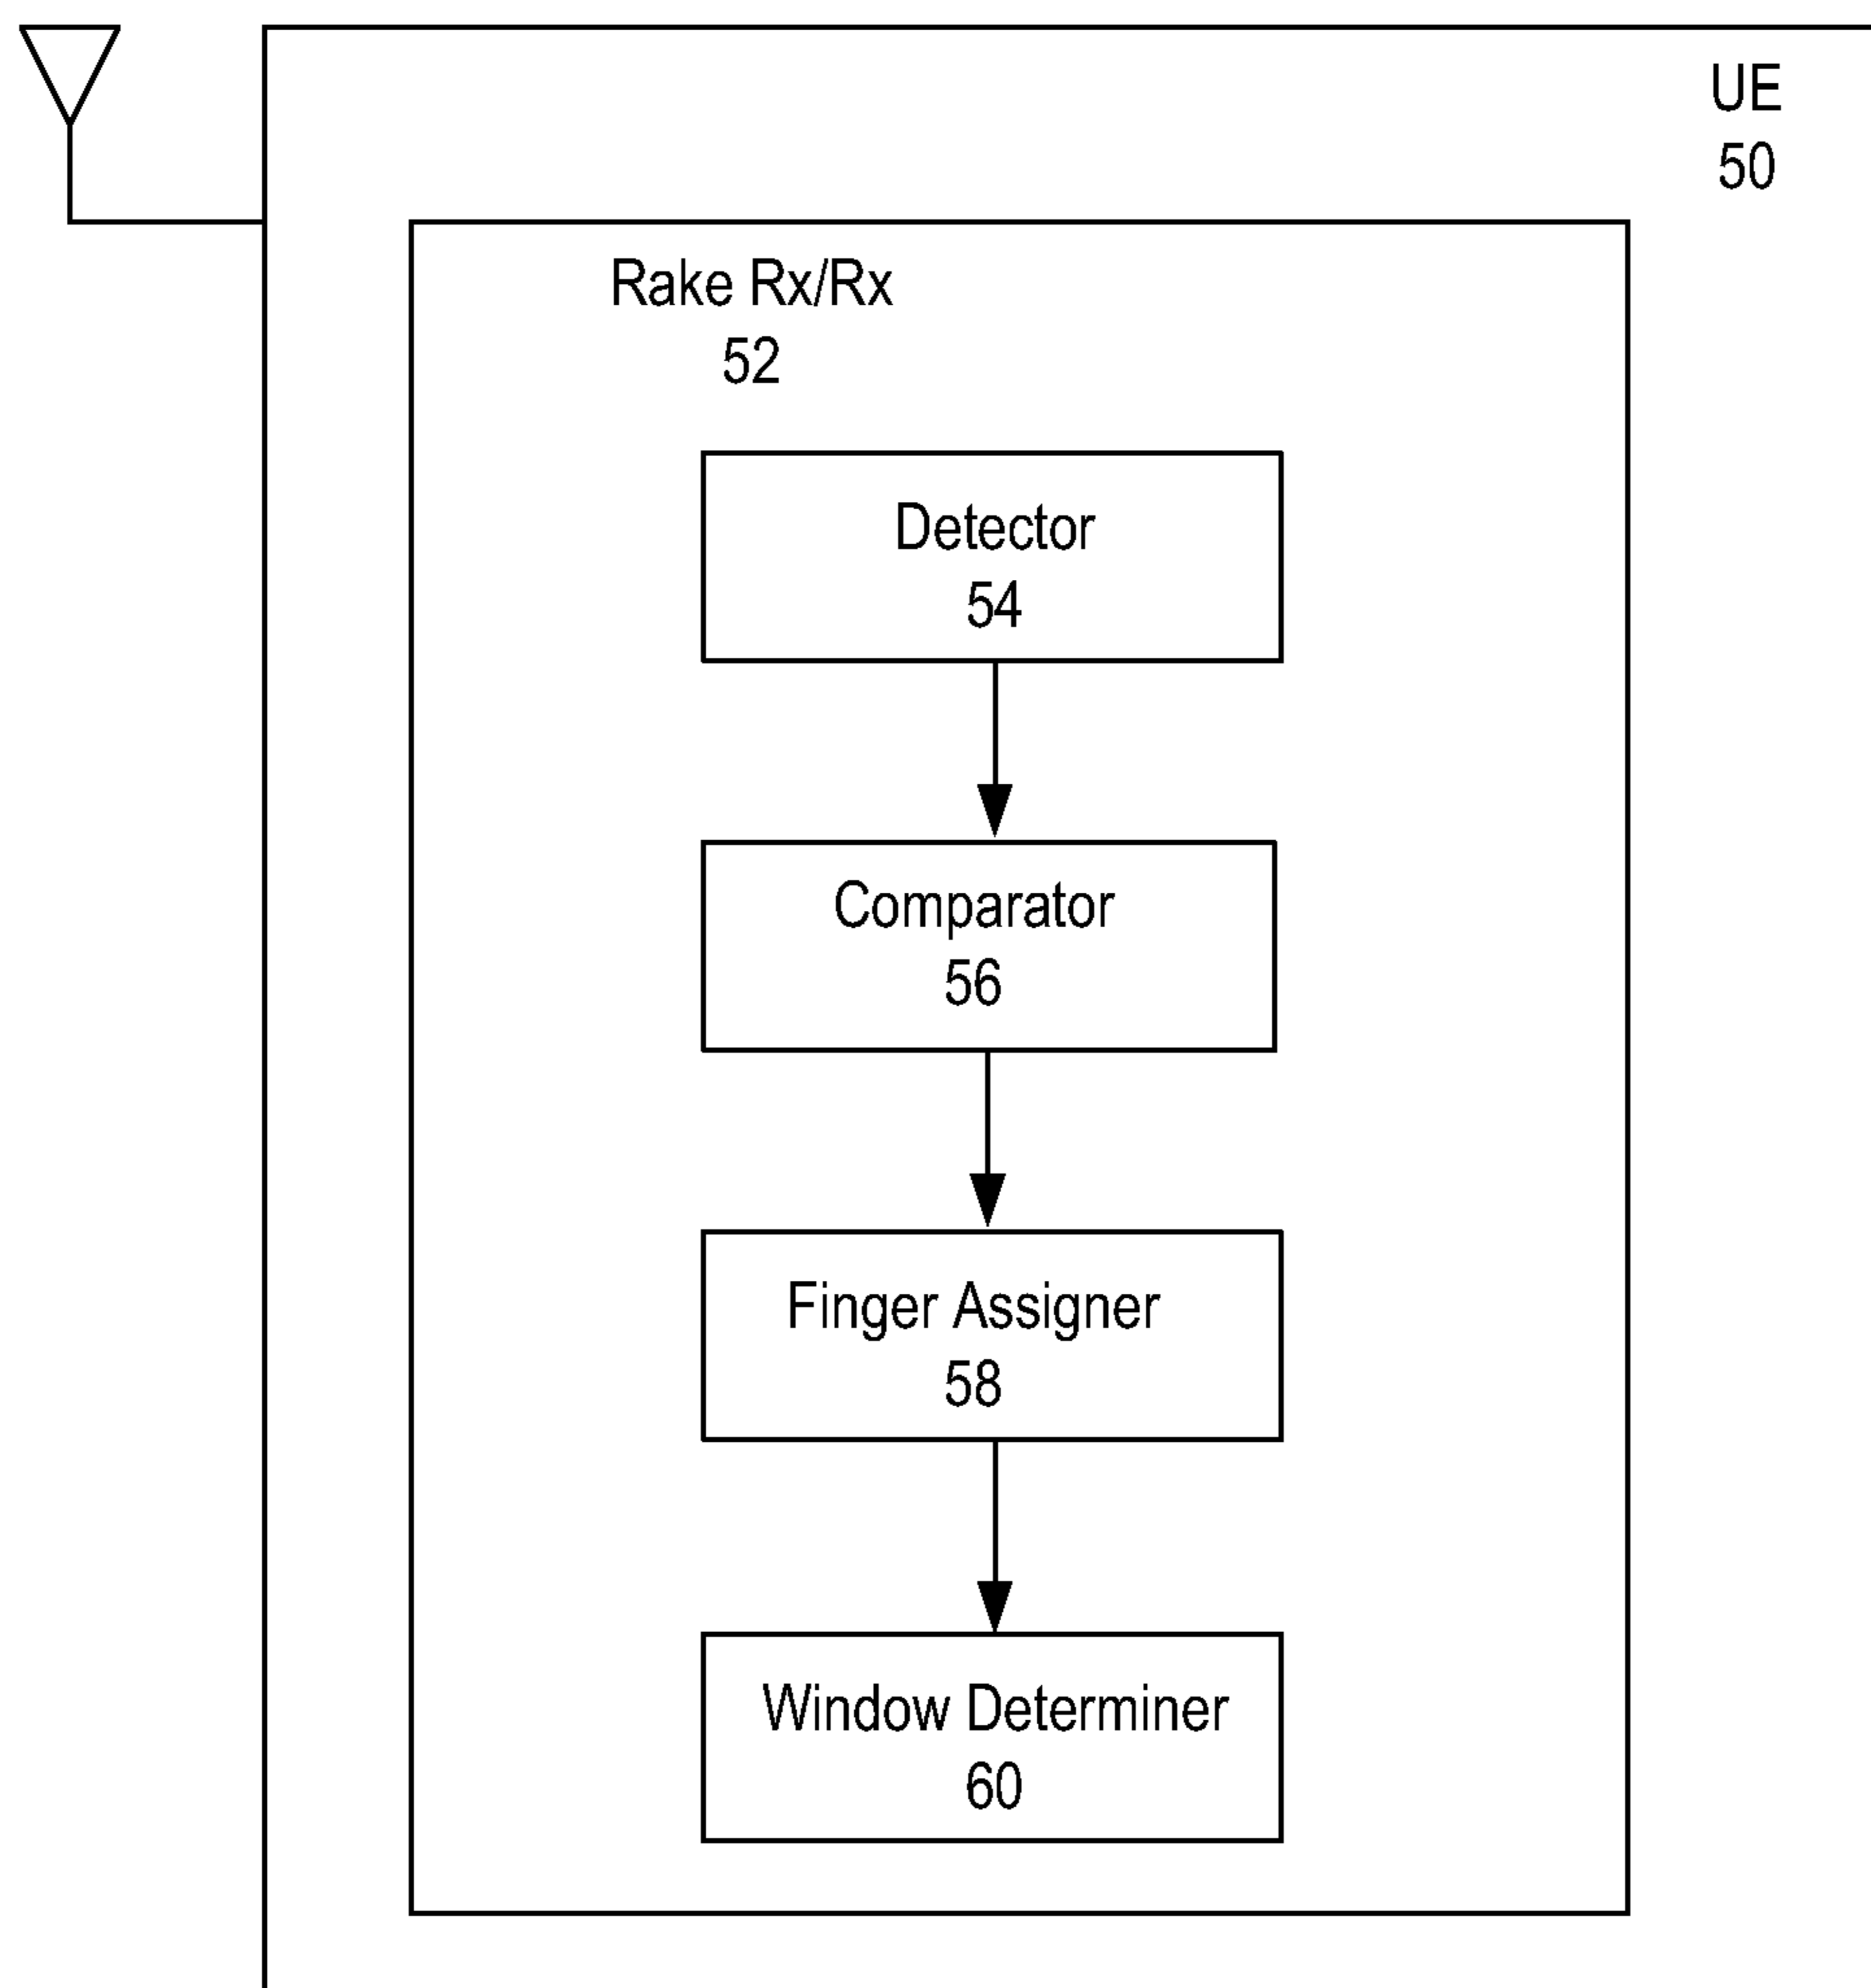 UE
50
Rake Rx/Rx
52
Detector
54
Comparator
56
Finger Assigner
58
Window Determiner
60